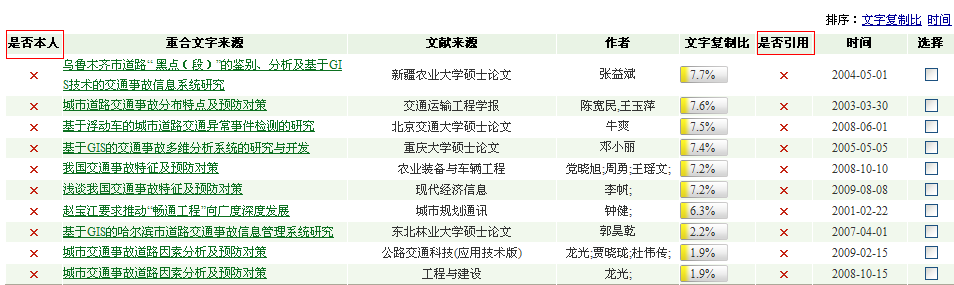 排序： 文字复制比 时间
是否本人 重合文字来源 文献来源 作者 文字复制比 是否引用 时间 选择
乌鲁木齐市道路“黑点（段）”的鉴别、分析及基于GI
S技术的交通事故信息系统研究 新疆农业大学硕士论文 张益斌 7.7% 2004-05-01
城市道路交通事故分布特点及预防对策 交通运输工程学报 陈宽民,王玉萍 7.6% 2003-03-30
基于浮动车的城市道路交通异常事件检测的研究 北京交通大学硕士论文 牛爽 7.5% 2008-06-01
基于GIS的交通事故多维分析系统的研究与开发 重庆大学硕士论文 邓小丽 7.4% 2005-05-05
我国交通事故特征及预防对策 农业装备与车辆工程 党晓旭;周勇;王瑶文; 7.2% 2008-10-10
浅谈我国交通事故特征及预防对策 现代经济信息 李帆; 7.2% 2009-08-08
赵宝江要求推动“畅通工程”向广度深度发展 城市规划通讯 钟健; 6.3% 2001-02-22
基于GIS的哈尔滨市道路交通事故信息管理系统研究 东北林业大学硕士论文 郭昊乾 2.2% 2007-04-01
城市交通事故道路因素分析及预防对策 公路交通科技(应用技术版) 龙光;贾晓珑;杜伟传; 1.9% 2009-02-15
城市交通事故道路因素分析及预防对策 工程与建设 龙光; 1.9% 2008-10-15